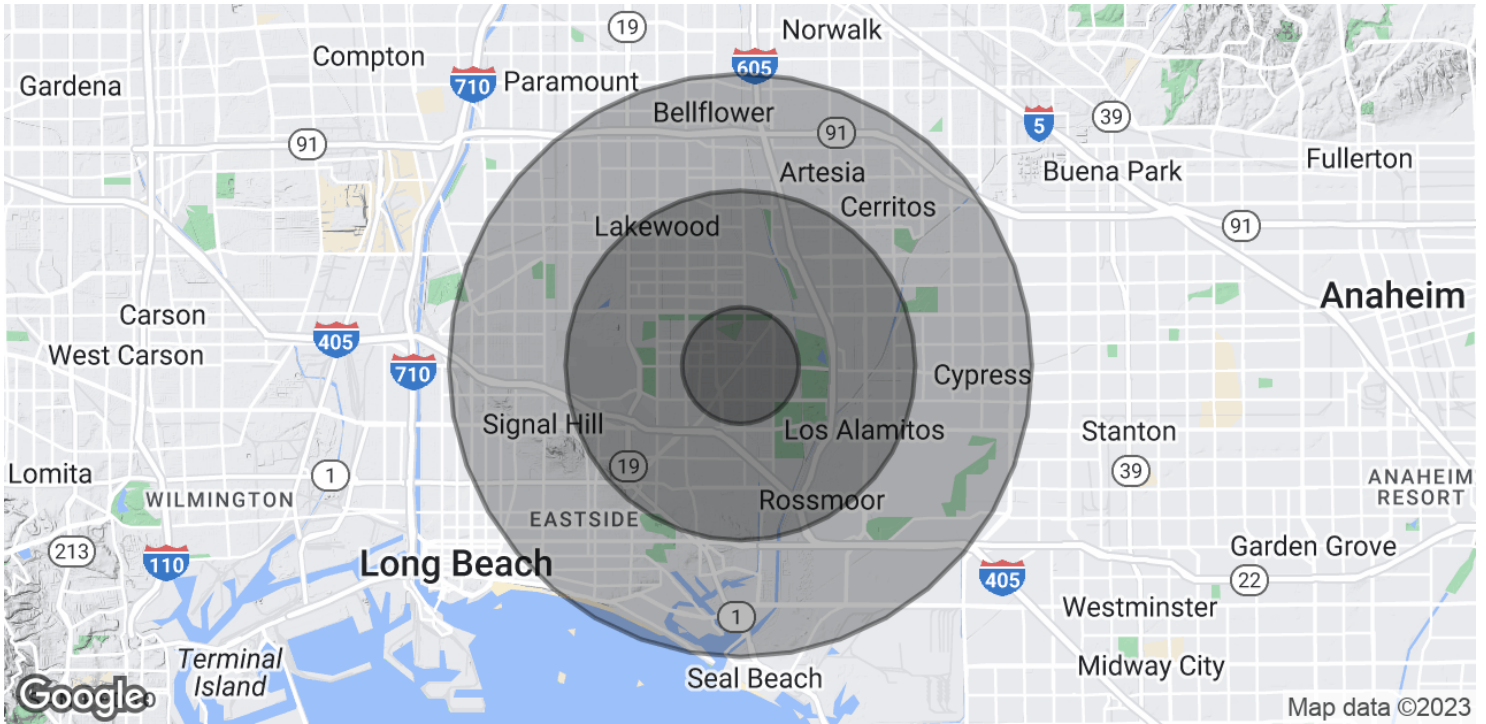 19
Norwalk
Compton
605
Gardena
710
Paramount
Bellflower
39
5
91
91
Fullerton
Artesia
Buena Park
Cerritos
Lakewood
91
Anaheim
Carson
405
West Carson
710
Cypress
Signal Hill
Los Alamitos
Stanton
19
39
Lomita
1
ANAHEIM
RESORT
WILMINGTON
Rossmoor
EASTSIDE
213
110
Long Beach
Garden Grove
405
22
Westminster
1
Terminal
Island
Midway City
Seal Beach
Google
Map data ©2023